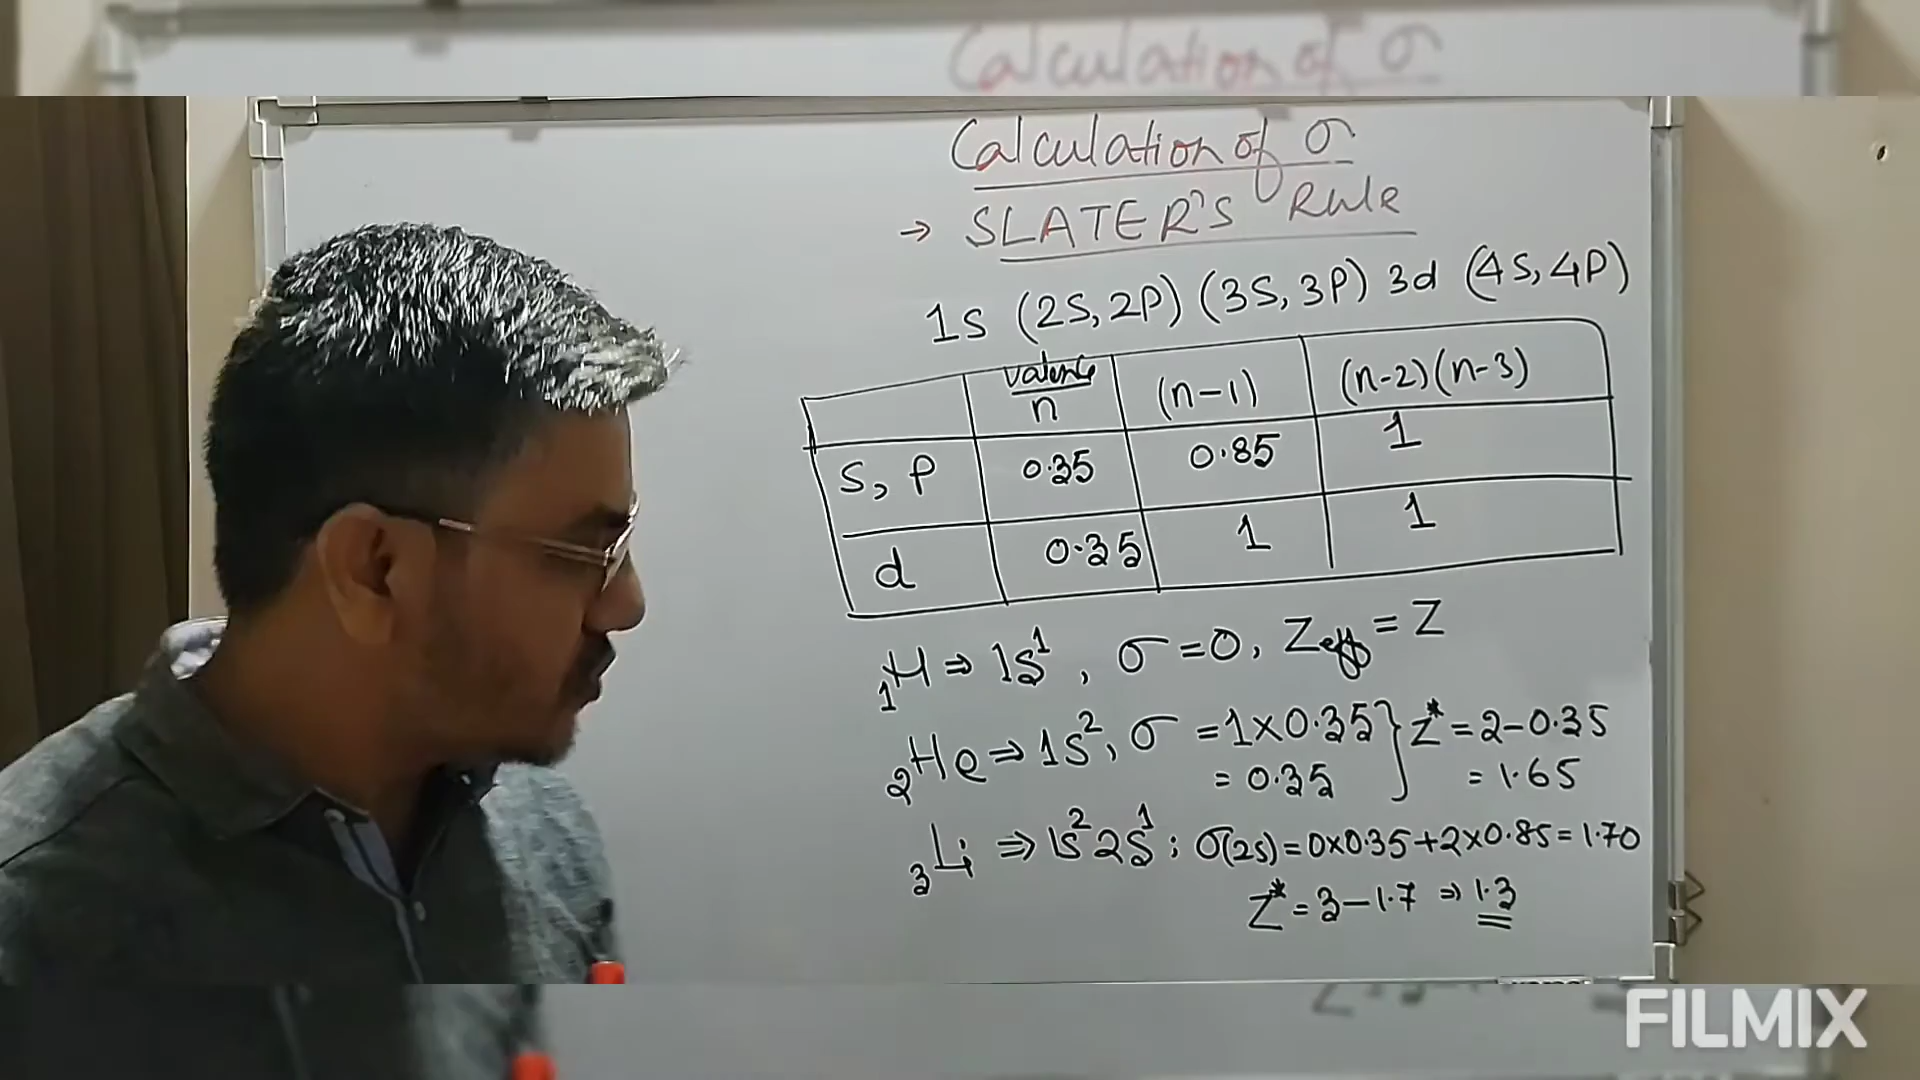 Calculation of σ
Calculation of σ
→ SLATER'S Rule
1s (2s, 2p) (3s, 3p) 3d (4s, 4p)
valence n (n-1) (n-2)(n-3)
s, p 0.35 0.85 1
d 0.35 1 1
₁H ⇒ 1s¹, σ = 0, Zeff = Z
₂He ⇒ 1s², σ = 1×0.35 } Z* = 2-0.35
= 0.35 = 1.65
₃Li ⇒ 1s² 2s¹ ; σ(2s) = 0×0.35+2×0.85 = 1.70
Z* = 3-1.7 ⇒ 1.3
FILMIX